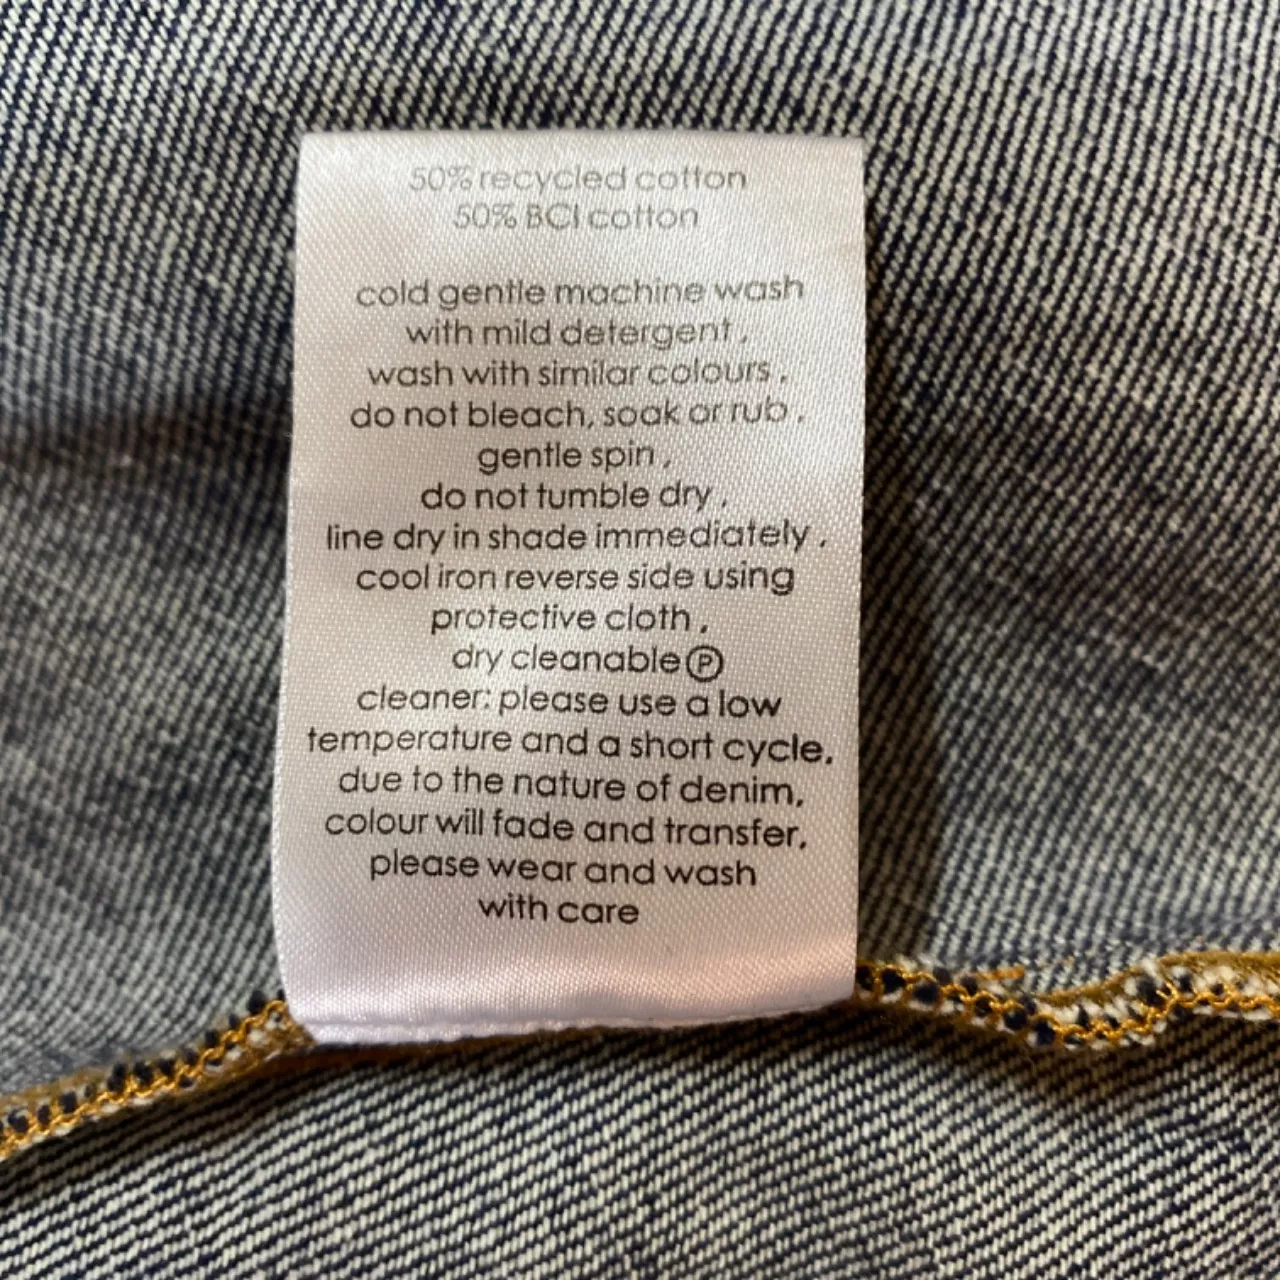 50% recycled cotton
50% BCI cotton
cold gentle machine wash
with mild detergent,
wash with similar colours,
do not bleach, soak or rub,
gentle spin,
do not tumble dry,
line dry in shade immediately,
cool iron reverse side using
protective cloth,
dry cleanable Ⓟ
cleaner: please use a low
temperature and a short cycle,
due to the nature of denim,
colour will fade and transfer,
please wear and wash
with care